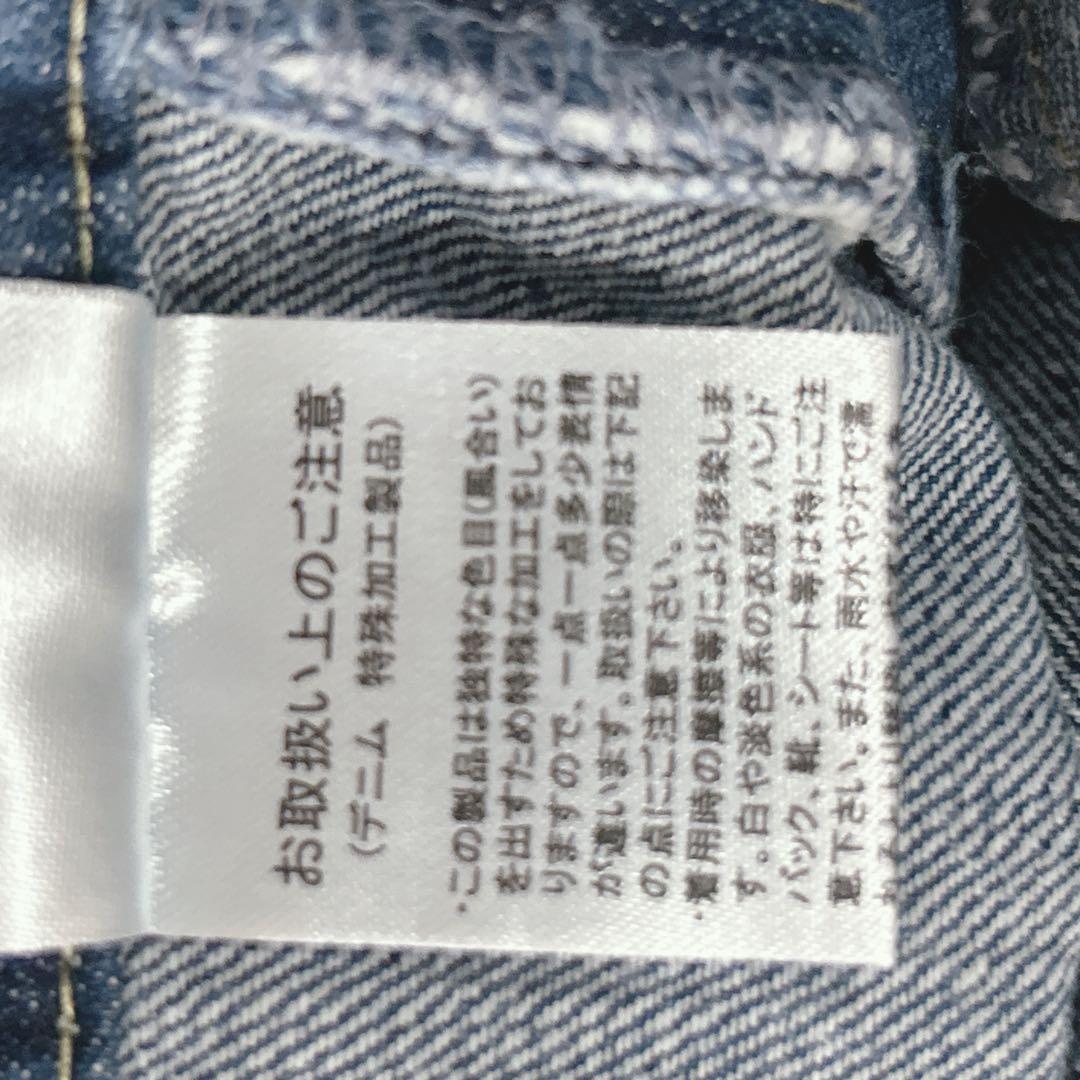 お取扱い上のご注意
(デニム 特殊加工製品)
・この製品は独特な色目(風合い)
を出すため特殊な加工をしてお
りますので、一点一点多少表情
が違います。取扱いの際は下記
の点にご注意下さい。
・着用時の摩擦等により移染しま
す。白や淡色系の衣服、ハンド
バック、靴、シート等は特にご注
意下さい。また、雨水や汗で濡